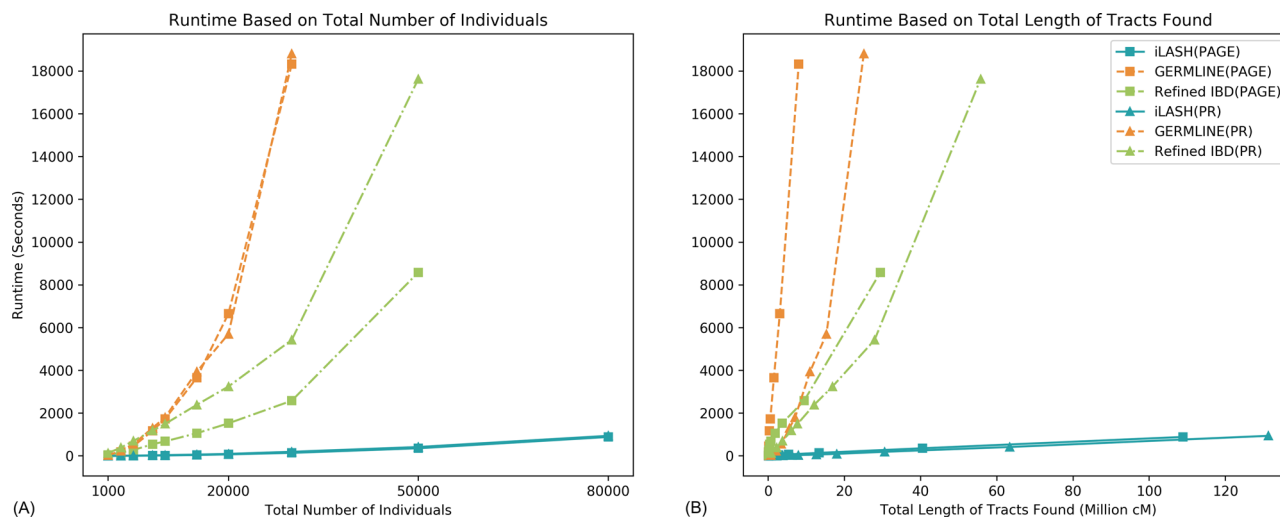 Runtime Based on Total Number of Individuals
18000
16000
14000
12000
10000
8000
6000
4000
2000
0
Runtime (Seconds)
1000
20000
50000
80000
Total Number of Individuals
(A)
Runtime Based on Total Length of Tracts Found
18000
16000
14000
12000
10000
8000
6000
4000
2000
0
iLASH(PAGE)
GERMLINE(PAGE)
Refined IBD(PAGE)
iLASH(PR)
GERMLINE(PR)
Refined IBD(PR)
0
20
40
60
80
100
120
Total Length of Tracts Found (Million cM)
(B)